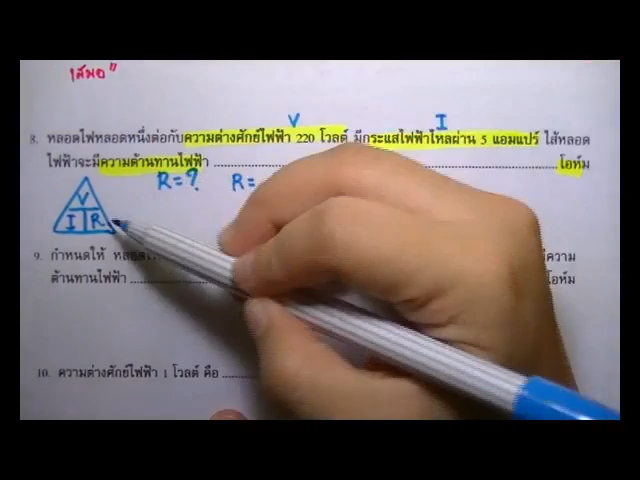 เสมอ"
V I
8. หลอดไฟหลอดหนึ่งต่อกับความต่างศักย์ไฟฟ้า 220 โวลต์ มีกระแสไฟฟ้าไหลผ่าน 5 แอมแปร์ ไส้หลอด
ไฟฟ้าจะมีความต้านทานไฟฟ้า ........ โอห์ม
R = ? R =
V
I R
9. กำหนดให้ ความ
ต้านทานไฟฟ้า ........ โอห์ม
10. ความต่างศักย์ไฟฟ้า 1 โวลต์ คือ ........